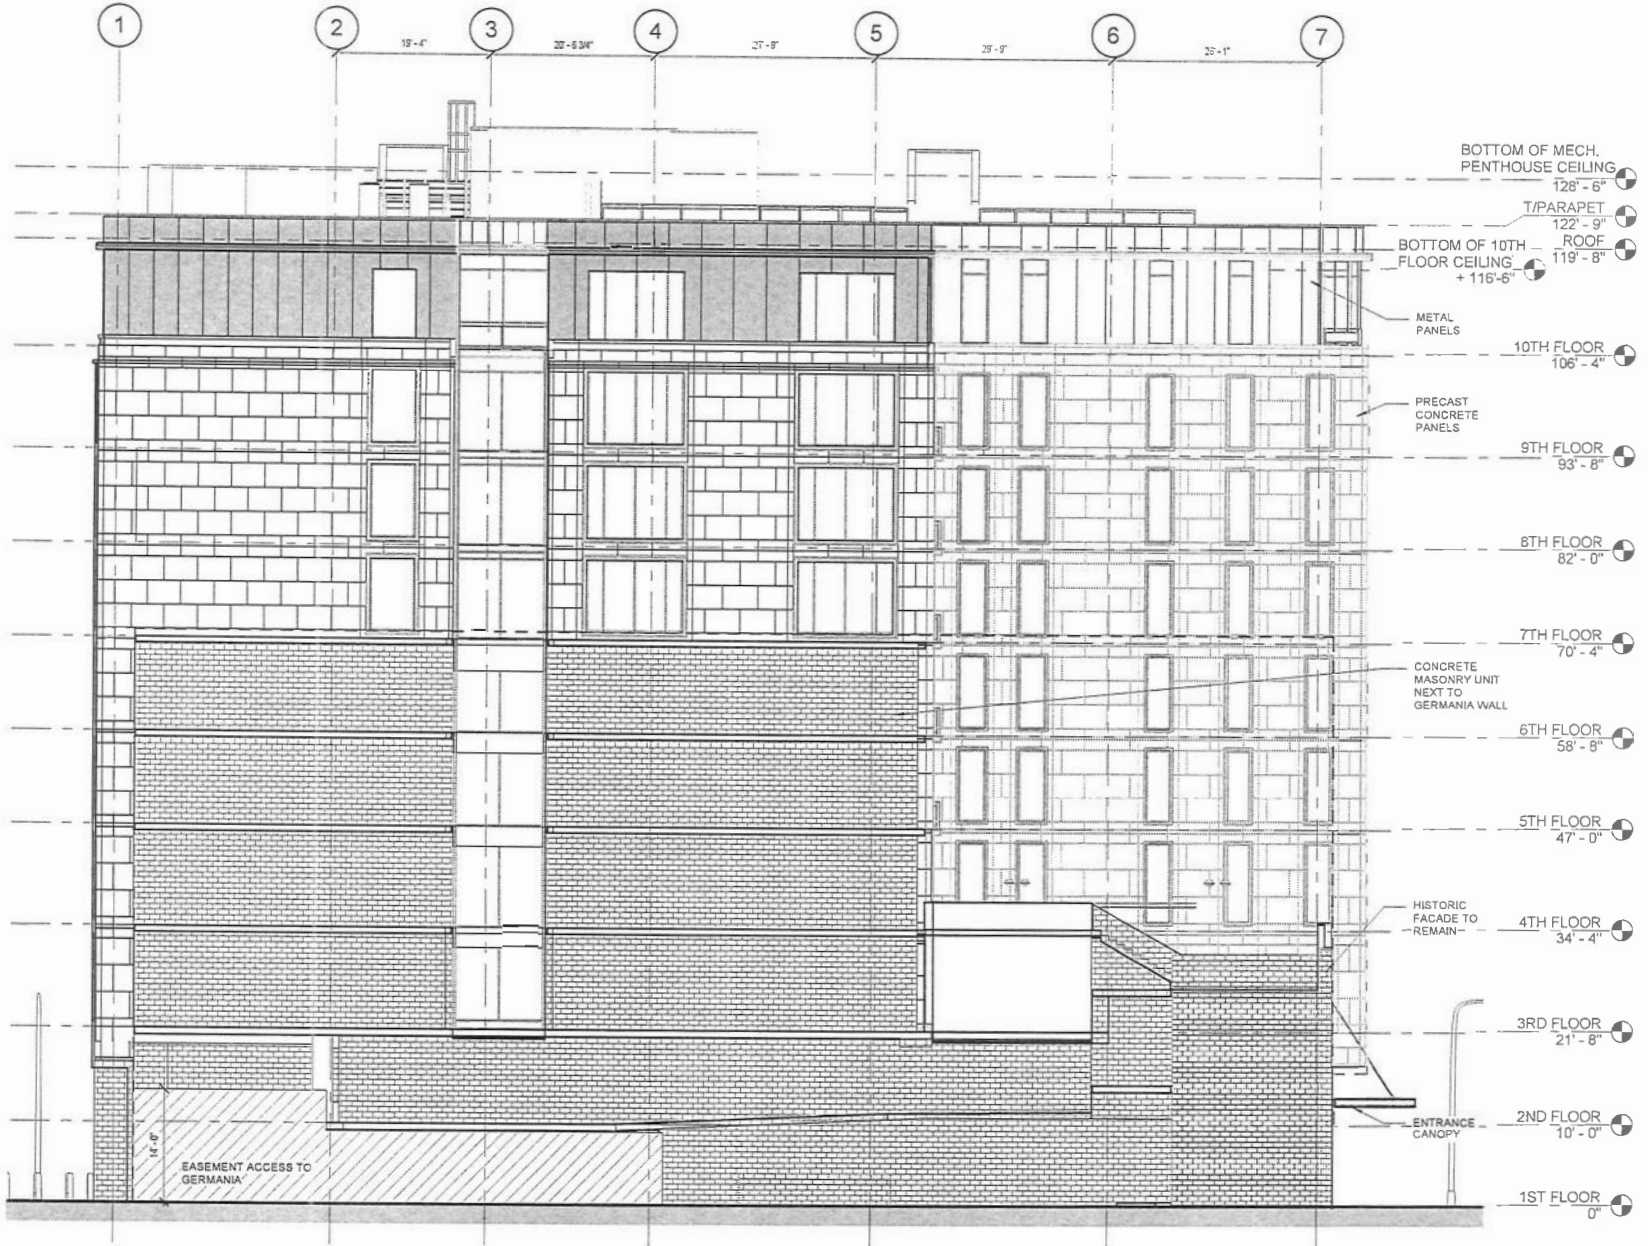 1 2 3 4 5 6 7
19' - 4" 20' - 6 3/4" 27' - 9" 29' - 9" 26' - 1"
BOTTOM OF MECH.
PENTHOUSE CEILING
128' - 6"
T/PARAPET
122' - 9"
ROOF
119' - 8"
BOTTOM OF 10TH
FLOOR CEILING
+ 116'-6"
METAL
PANELS
10TH FLOOR
106' - 4"
PRECAST
CONCRETE
PANELS
9TH FLOOR
93' - 8"
8TH FLOOR
82' - 0"
7TH FLOOR
70' - 4"
CONCRETE
MASONRY UNIT
NEXT TO
GERMANIA WALL
6TH FLOOR
58' - 8"
5TH FLOOR
47' - 0"
HISTORIC
FACADE TO
REMAIN
4TH FLOOR
34' - 4"
3RD FLOOR
21' - 8"
ENTRANCE
CANOPY
2ND FLOOR
10' - 0"
14'-0"
EASEMENT ACCESS TO
GERMANIA
1ST FLOOR
0"